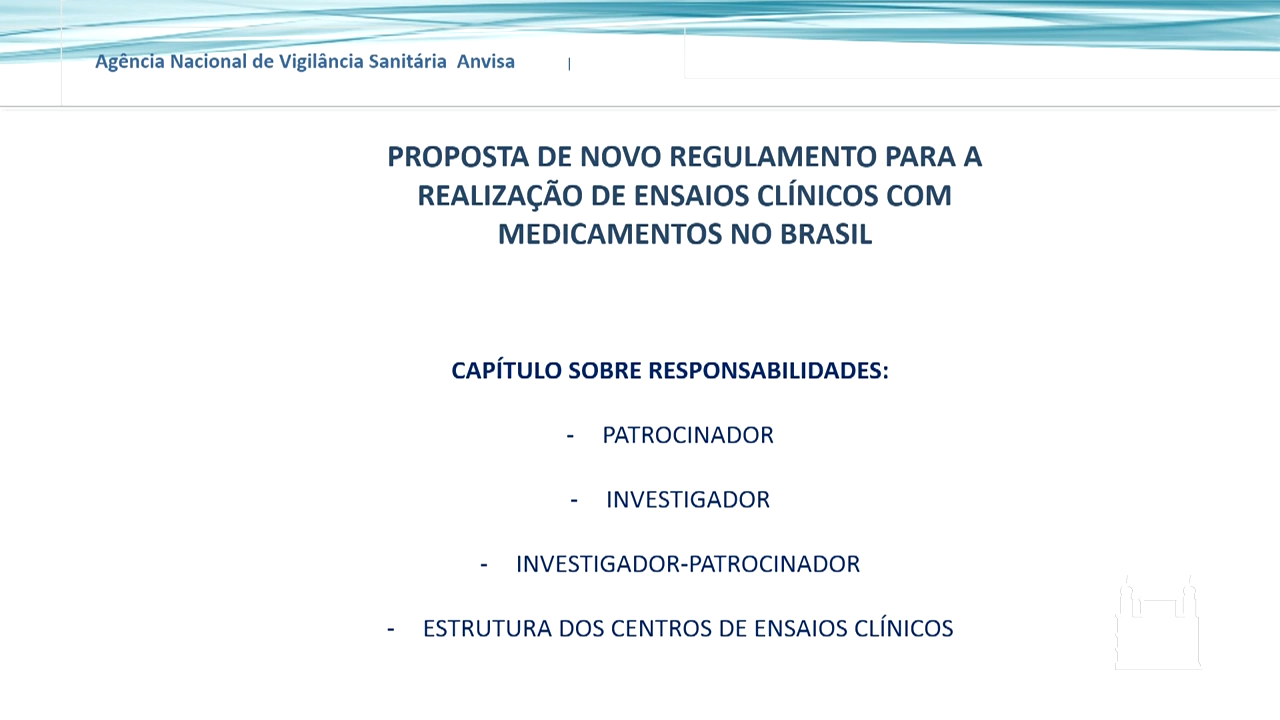 Agência Nacional de Vigilância Sanitária  Anvisa |
PROPOSTA DE NOVO REGULAMENTO PARA A
REALIZAÇÃO DE ENSAIOS CLÍNICOS COM
MEDICAMENTOS NO BRASIL
CAPÍTULO SOBRE RESPONSABILIDADES:
- PATROCINADOR
- INVESTIGADOR
- INVESTIGADOR-PATROCINADOR
- ESTRUTURA DOS CENTROS DE ENSAIOS CLÍNICOS